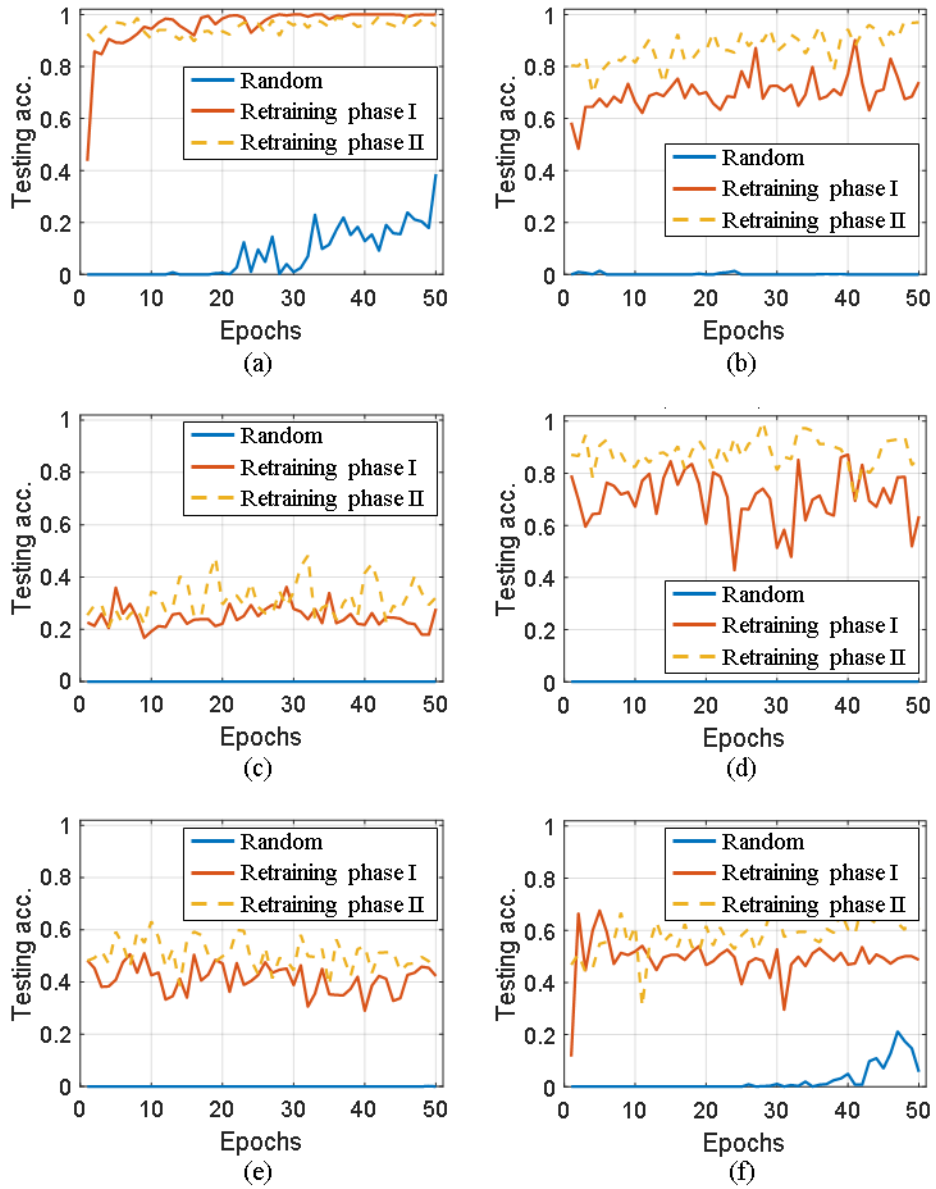 1
0.8
0.6
0.4
0.2
0
Testing acc.
Random
Retraining phase I
Retraining phase II
0 10 20 30 40 50
Epochs
(a)
1
0.8
0.6
0.4
0.2
0
Testing acc.
Random
Retraining phase I
Retraining phase II
0 10 20 30 40 50
Epochs
(b)
1
0.8
0.6
0.4
0.2
0
Testing acc.
Random
Retraining phase I
Retraining phase II
0 10 20 30 40 50
Epochs
(c)
1
0.8
0.6
0.4
0.2
0
Testing acc.
Random
Retraining phase I
Retraining phase II
0 10 20 30 40 50
Epochs
(d)
1
0.8
0.6
0.4
0.2
0
Testing acc.
Random
Retraining phase I
Retraining phase II
0 10 20 30 40 50
Epochs
(e)
1
0.8
0.6
0.4
0.2
0
Testing acc.
Random
Retraining phase I
Retraining phase II
0 10 20 30 40 50
Epochs
(f)